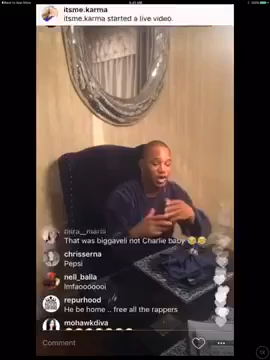 itsme.karma
itsme.karma started a live video.
That was biggaveli not Charlie baby 😂😂
chrisserna
Pepsi
nell_balla
lmfaooooooi
repurhood
He be home .. free all the rappers
mohawkdiva
Comment